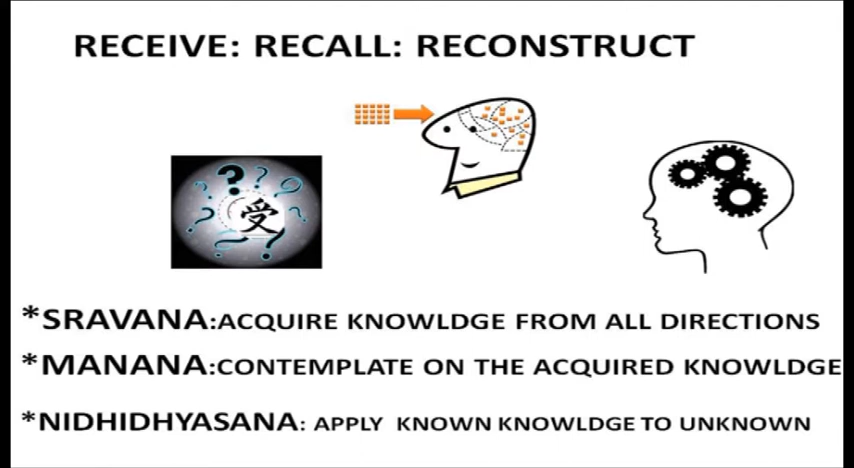 RECEIVE: RECALL: RECONSTRUCT
受
*SRAVANA:ACQUIRE KNOWLDGE FROM ALL DIRECTIONS
*MANANA:CONTEMPLATE ON THE ACQUIRED KNOWLDGE
*NIDHIDHYASANA: APPLY KNOWN KNOWLDGE TO UNKNOWN